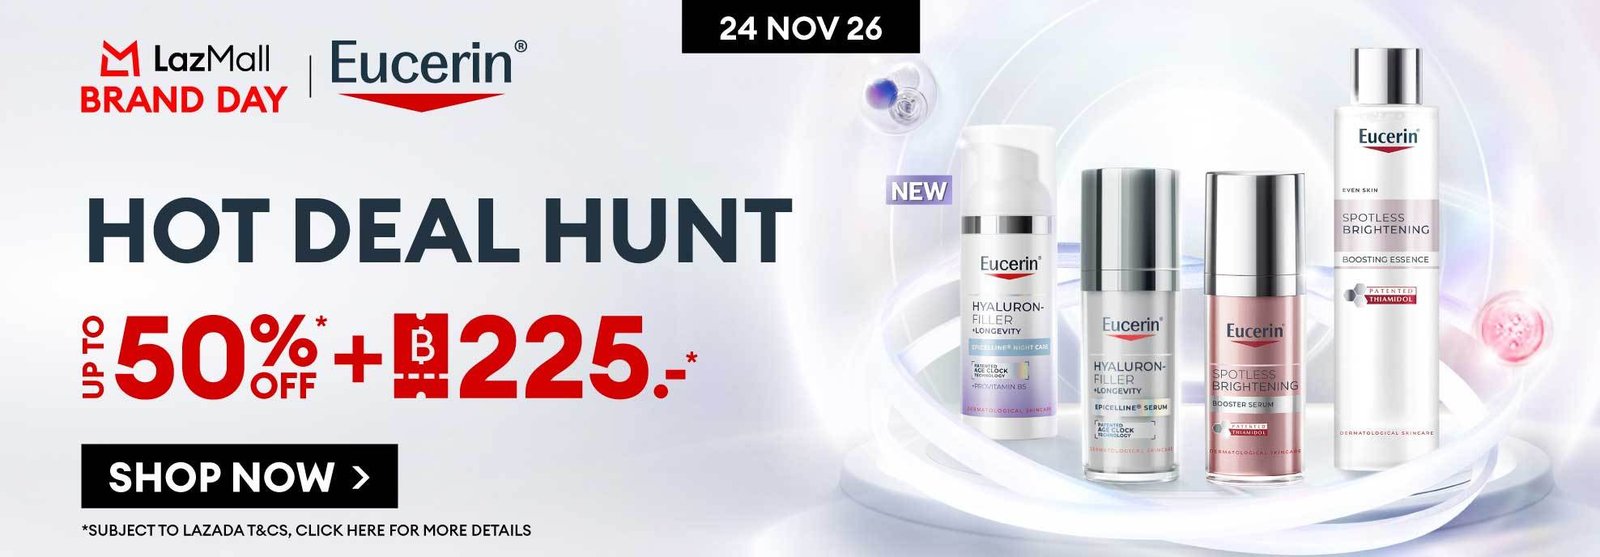 24 NOV 26
LazMall
BRAND DAY
Eucerin®
HOT DEAL HUNT
UP TO 50%* OFF + ฿ 225.-*
SHOP NOW >
*SUBJECT TO LAZADA T&CS, CLICK HERE FOR MORE DETAILS
NEW
Eucerin®
HYALURON-
FILLER
+LONGEVITY
EPICELLINE® NIGHT CARE
PATENTED
AGE CLOCK
TECHNOLOGY
+PROVITAMIN B5
DERMATOLOGICAL SKINCARE
Eucerin®
HYALURON-
FILLER
+LONGEVITY
EPICELLINE® SERUM
PATENTED
AGE CLOCK
TECHNOLOGY
DERMATOLOGICAL SKINCARE
Eucerin®
SPOTLESS
BRIGHTENING
BOOSTER SERUM
PATENTED
THIAMIDOL
DERMATOLOGICAL SKINCARE
Eucerin®
EVEN SKIN
SPOTLESS
BRIGHTENING
BOOSTING ESSENCE
PATENTED
THIAMIDOL
DERMATOLOGICAL SKINCARE